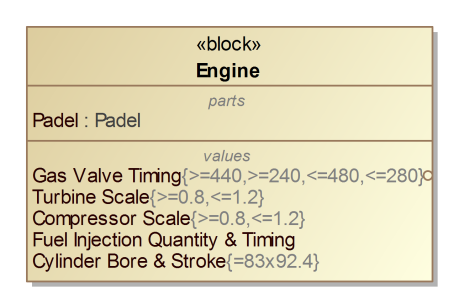 «block»
Engine
parts
Padel : Padel
values
Gas Valve Timing{>=440,>=240,<=480,<=280}
Turbine Scale{>=0.8,<=1.2}
Compressor Scale{>=0.8,<=1.2}
Fuel Injection Quantity & Timing
Cylinder Bore & Stroke{=83x92.4}